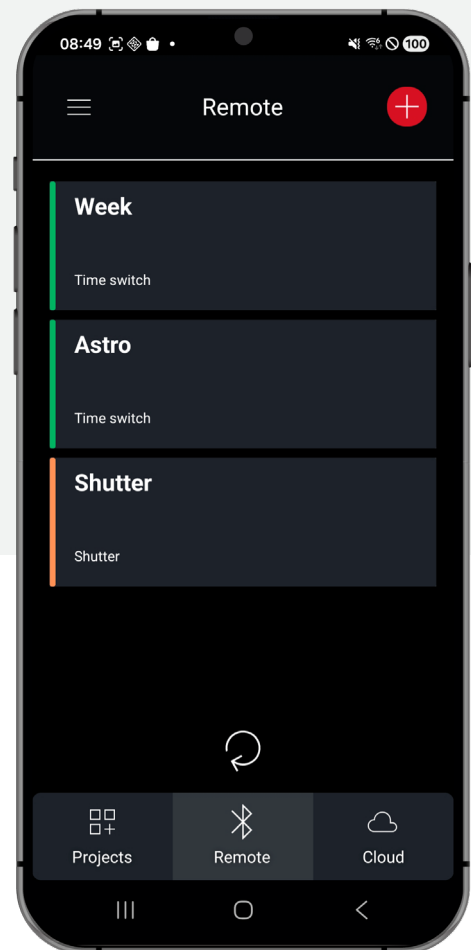 08:49
100
Remote
Week
Time switch
Astro
Time switch
Shutter
Shutter
Projects
Remote
Cloud